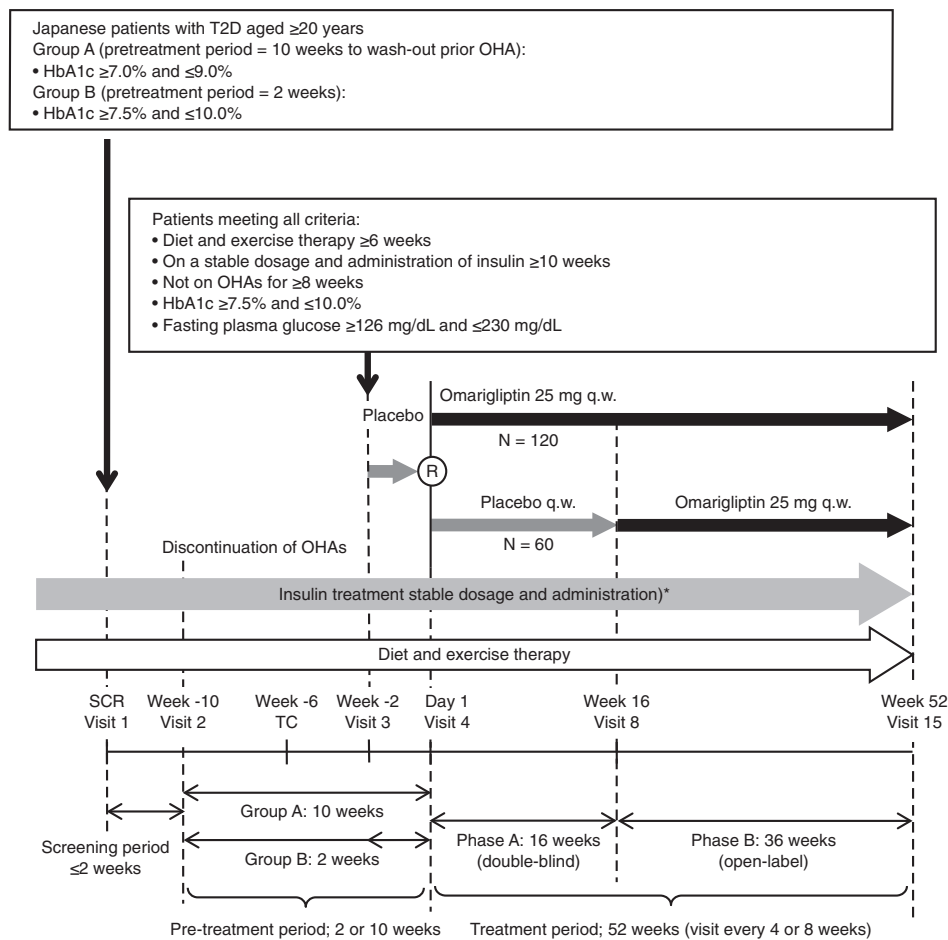 Japanese patients with T2D aged ≥20 years
Group A (pretreatment period = 10 weeks to wash-out prior OHA):
• HbA1c ≥7.0% and ≤9.0%
Group B (pretreatment period = 2 weeks):
• HbA1c ≥7.5% and ≤10.0%
Patients meeting all criteria:
• Diet and exercise therapy ≥6 weeks
• On a stable dosage and administration of insulin ≥10 weeks
• Not on OHAs for ≥8 weeks
• HbA1c ≥7.5% and ≤10.0%
• Fasting plasma glucose ≥126 mg/dL and ≤230 mg/dL
Omarigliptin 25 mg q.w.
Placebo
N = 120
R
Placebo q.w.
Omarigliptin 25 mg q.w.
N = 60
Discontinuation of OHAs
Insulin treatment stable dosage and administration)*
Diet and exercise therapy
SCR
Visit 1
Week -10
Visit 2
Week -6
TC
Week -2
Visit 3
Day 1
Visit 4
Week 16
Visit 8
Week 52
Visit 15
Screening period
≤2 weeks
Group A: 10 weeks
Group B: 2 weeks
Phase A: 16 weeks
(double-blind)
Phase B: 36 weeks
(open-label)
Pre-treatment period; 2 or 10 weeks
Treatment period; 52 weeks (visit every 4 or 8 weeks)